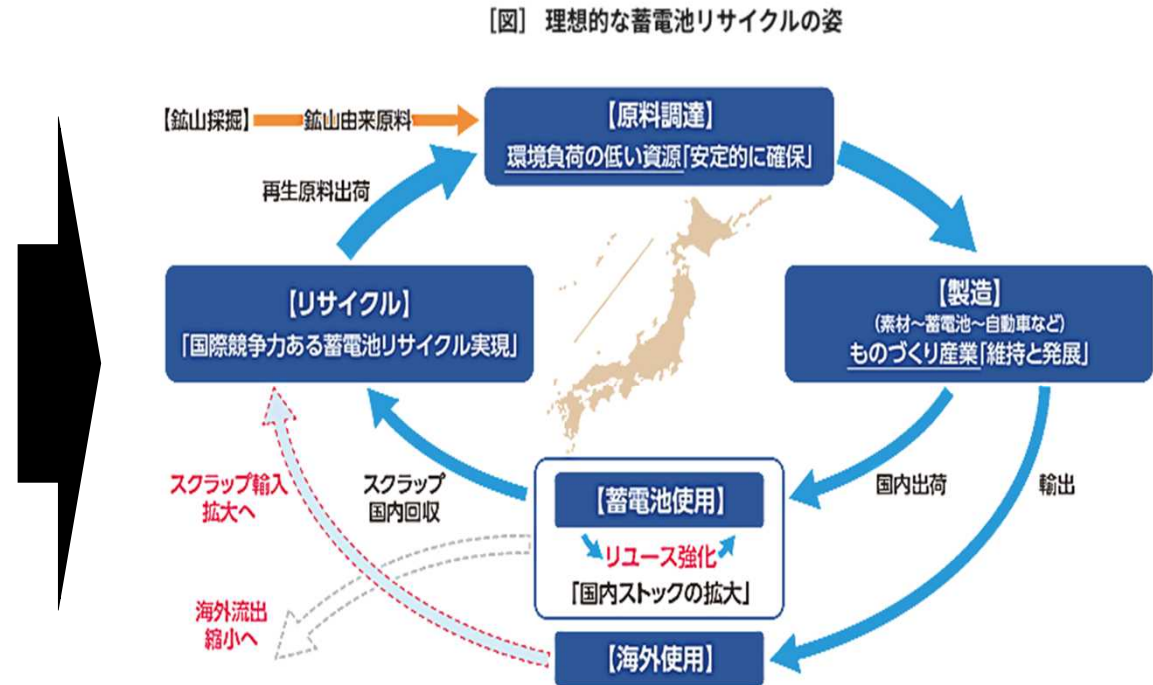 ［図］ 理想的な蓄電池リサイクルの姿
【鉱山採掘】
鉱山由来原料
【原料調達】
環境負荷の低い資源「安定的に確保」
再生原料出荷
【リサイクル】
「国際競争力ある蓄電池リサイクル実現」
【製造】
（素材～蓄電池～自動車など）
ものづくり産業「維持と発展」
スクラップ輸入
拡大へ
スクラップ
国内回収
【蓄電池使用】
リユース強化
「国内ストックの拡大」
国内出荷
輸出
海外流出
縮小へ
【海外使用】